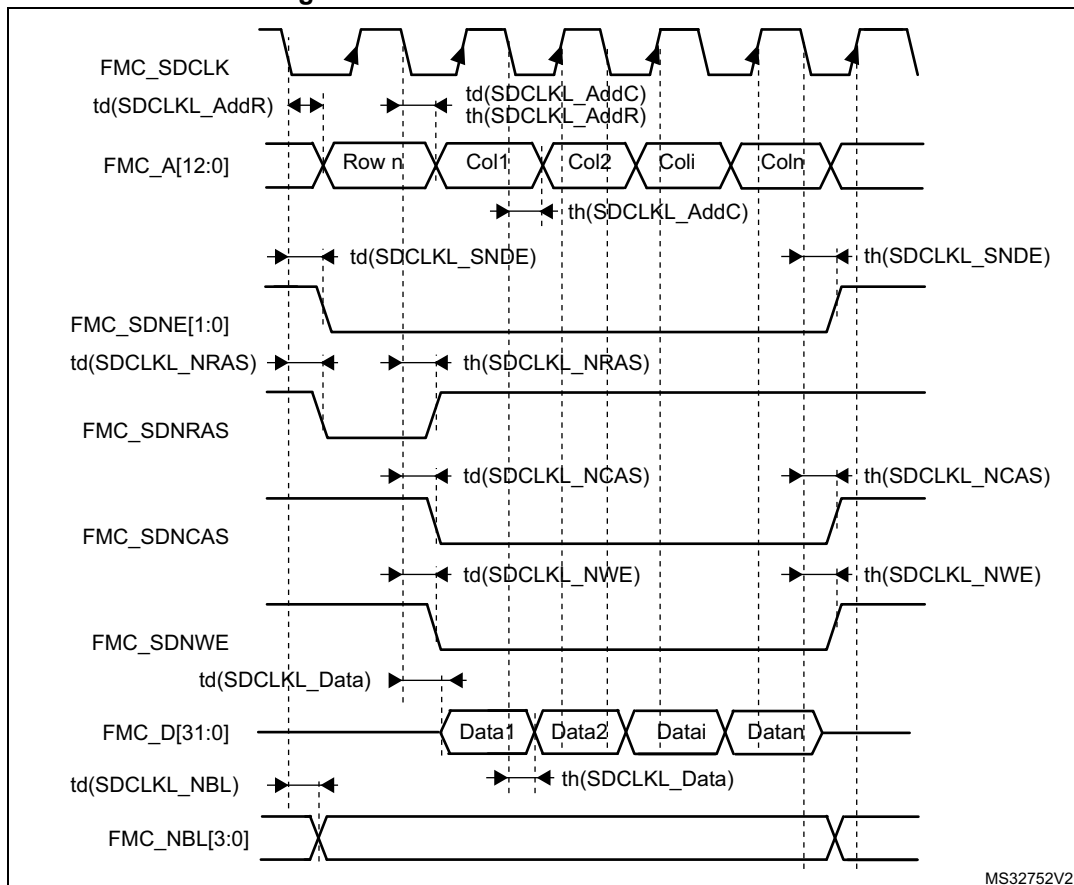 g
FMC_SDCLK
td(SDCLKL_AddR)
td(SDCLKL_AddC)
th(SDCLKL_AddR)
FMC_A[12:0]
Row n
Col1
Col2
Coli
Coln
th(SDCLKL_AddC)
td(SDCLKL_SNDE)
th(SDCLKL_SNDE)
FMC_SDNE[1:0]
td(SDCLKL_NRAS)
th(SDCLKL_NRAS)
FMC_SDNRAS
td(SDCLKL_NCAS)
th(SDCLKL_NCAS)
FMC_SDNCAS
td(SDCLKL_NWE)
th(SDCLKL_NWE)
FMC_SDNWE
td(SDCLKL_Data)
FMC_D[31:0]
Data1
Data2
Datai
Datan
th(SDCLKL_Data)
td(SDCLKL_NBL)
FMC_NBL[3:0]
MS32752V2